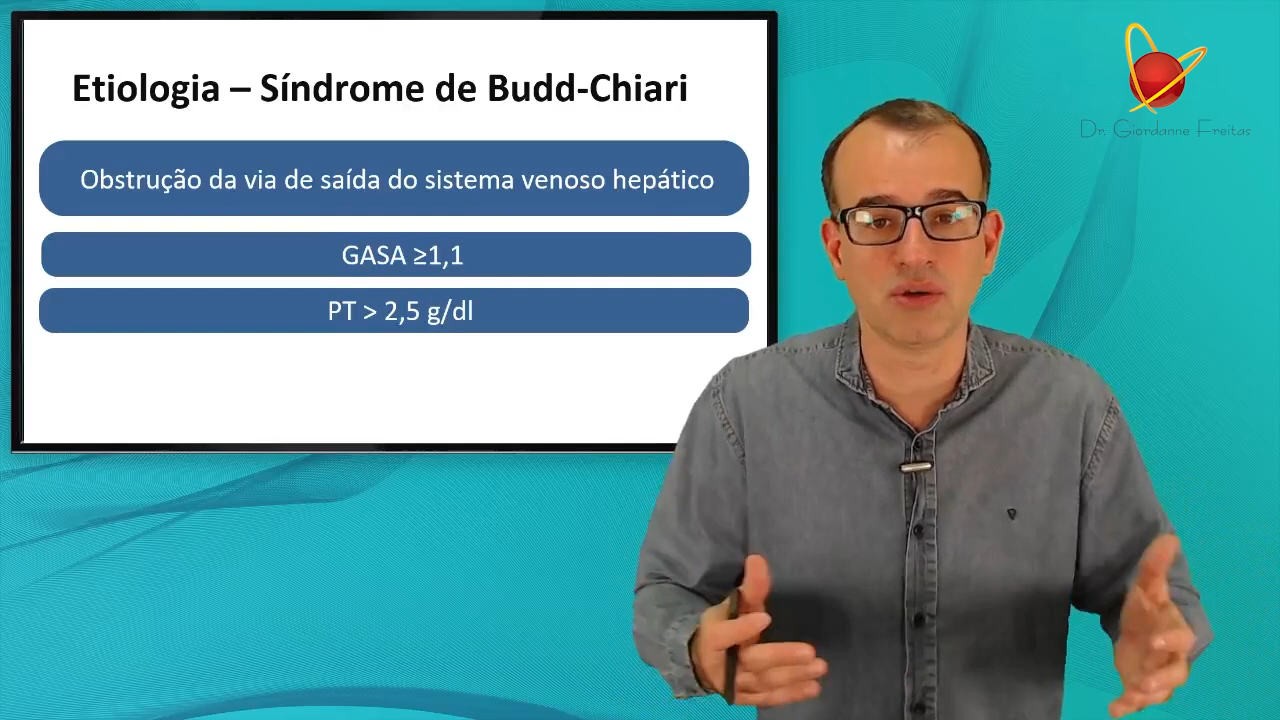 Etiologia – Síndrome de Budd-Chiari
Obstrução da via de saída do sistema venoso hepático
GASA ≥1,1
PT > 2,5 g/dl
Dr. Giordanne Freitas